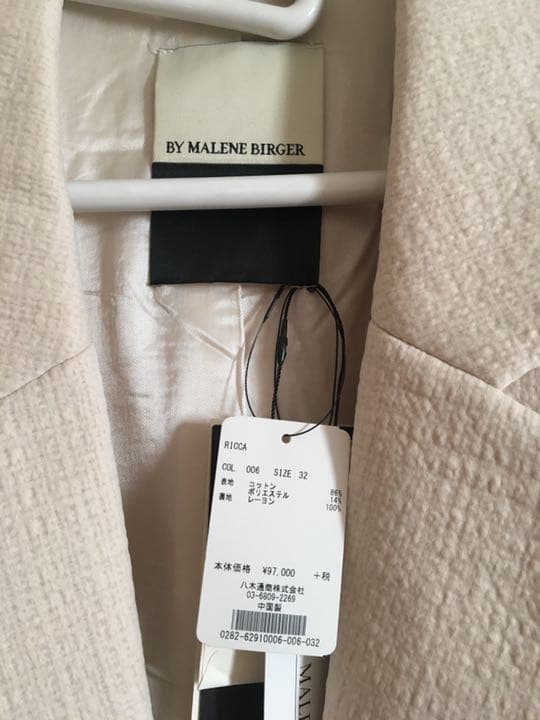 BY MALENE BIRGER
RICCA
COL 006 SIZE 32
表地 コットン 86%
ポリエステル 14%
裏地 レーヨン 100%
本体価格 ¥97,000 +税
八木通商株式会社
03-6809-2269
中国製
0282-62910006-006-032
MALE